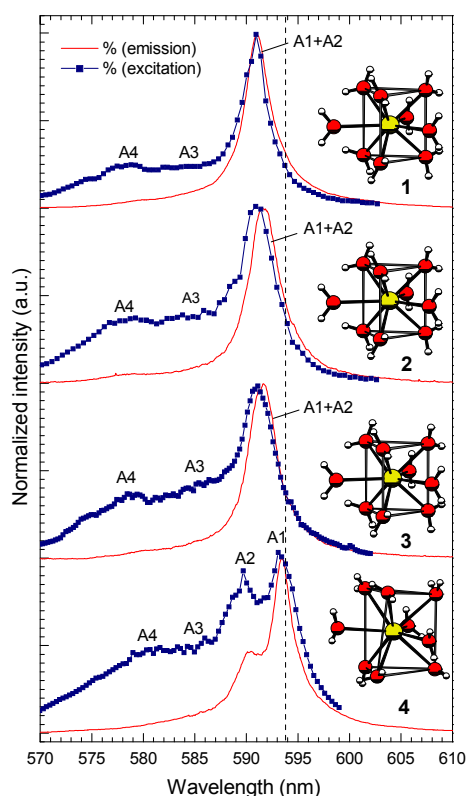 % (emission)
% (excitation)
A1+A2
A4
A3
1
A1+A2
A4
A3
2
A1+A2
A4
A3
3
A1
A2
A4
A3
4
Normalized intensity (a.u.)
570 575 580 585 590 595 600 605 610
Wavelength (nm)